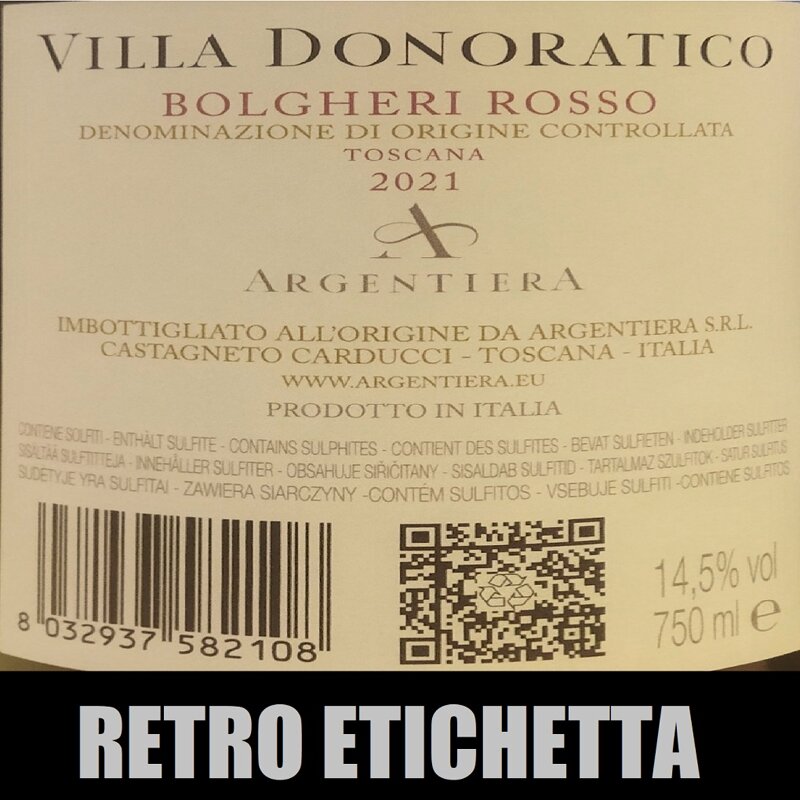 VILLA DONORATICO
BOLGHERI ROSSO
DENOMINAZIONE DI ORIGINE CONTROLLATA
TOSCANA
2021
A
ARGENTIERA
IMBOTTIGLIATO ALL'ORIGINE DA ARGENTIERA S.R.L.
CASTAGNETO CARDUCCI - TOSCANA - ITALIA
WWW.ARGENTIERA.EU
PRODOTTO IN ITALIA
CONTIENE SOLFITI - ENTHÄLT SULFITE - CONTAINS SULPHITES - CONTIENT DES SULFITES - BEVAT SULFIETEN - INDEHOLDER SULFITTER
SISÄLTÄÄ SULFTITTEJA - INNEHÅLLER SULFITER - OBSAHUJE SIŘIČITANY - SISALDAB SULFITID - TARTALMAZ SZULFITOK - SATUR SULFITUS
SUDĖTYJE YRA SULFITAI - ZAWIERA SIARCZYNY -CONTÉM SULFITOS - VSEBUJE SULFITI -CONTIENE SULFITOS
8 032937 582108
14,5% vol
750 ml e
RETRO ETICHETTA